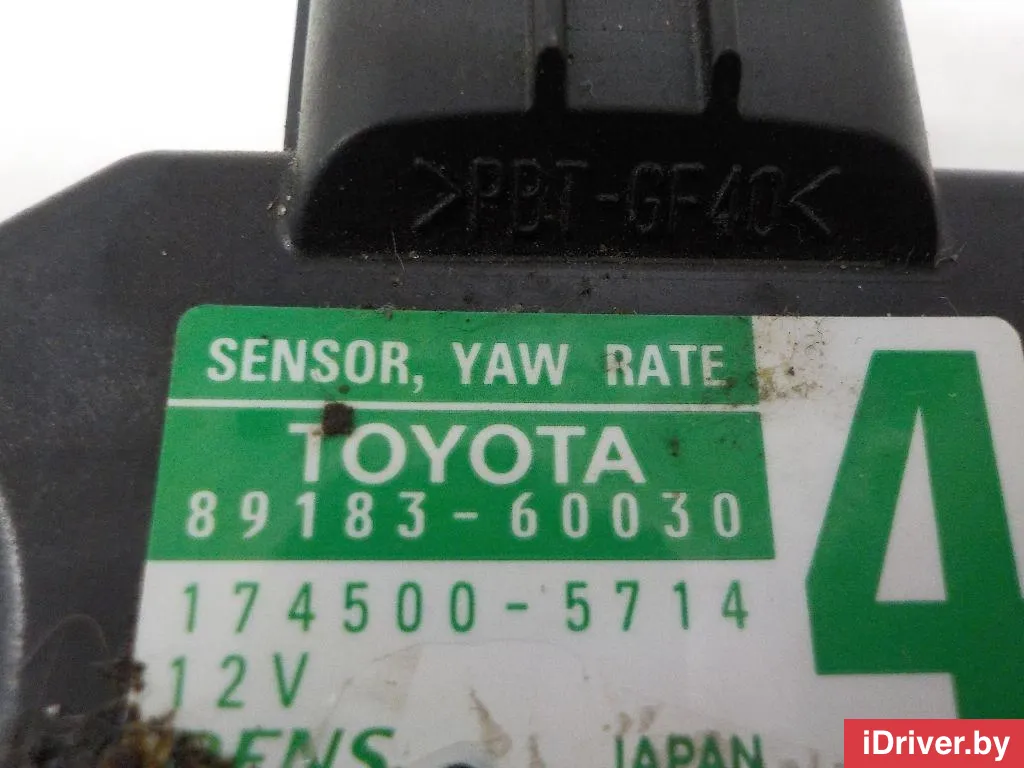 >PBT-GF40<
SENSOR, YAW RATE
TOYOTA
89183-60030
174500-5714
12V
4
JAPAN
iDriver.by